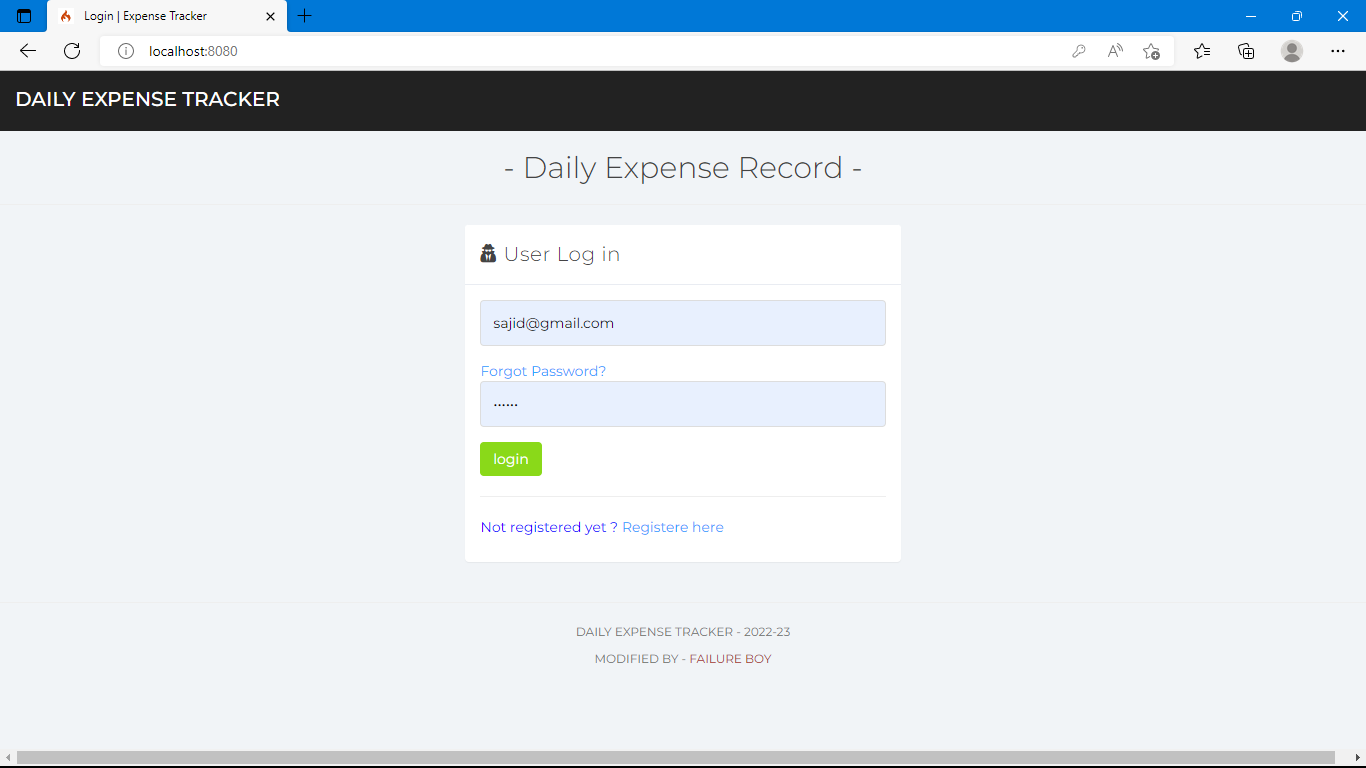 Login | Expense Tracker
localhost:8080
DAILY EXPENSE TRACKER
- Daily Expense Record -
User Log in
sajid@gmail.com
Forgot Password?
······
login
Not registered yet ? Registere here
DAILY EXPENSE TRACKER - 2022-23
MODIFIED BY - FAILURE BOY